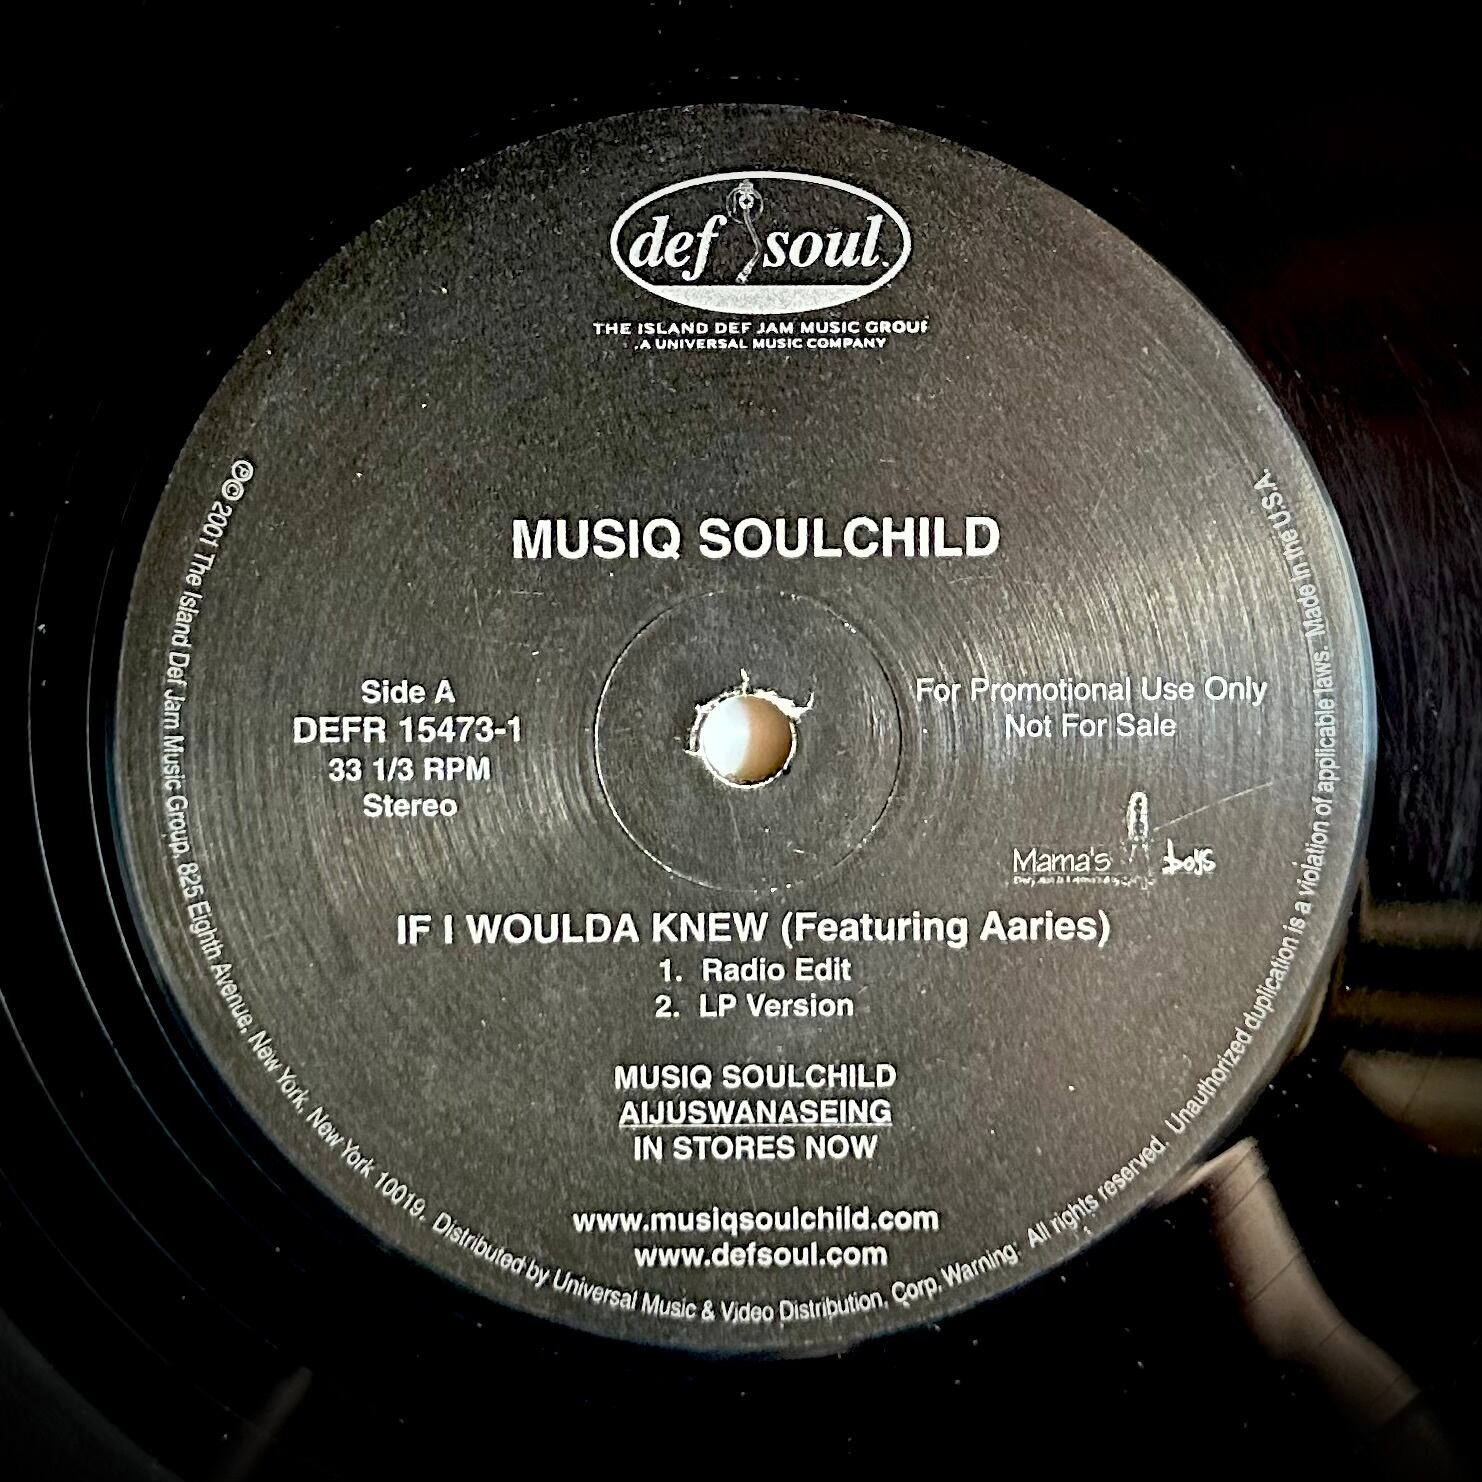 def soul.
THE ISLAND DEF JAM MUSIC GROUP
A UNIVERSAL MUSIC COMPANY
MUSIQ SOULCHILD
Side A
DEFR 15473-1
33 1/3 RPM
Stereo
For Promotional Use Only
Not For Sale
Mama's boys
IF I WOULDA KNEW (Featuring Aaries)
1. Radio Edit
2. LP Version
MUSIQ SOULCHILD
AIJUSWANASEING
IN STORES NOW
www.musiqsoulchild.com
www.defsoul.com
℗© 2001 The Island Def Jam Music Group, 825 Eighth Avenue, New York, New York 10019. Distributed by Universal Music & Video Distribution, Corp. Warning: All rights reserved. Unauthorized duplication is a violation of applicable laws. Made in the U.S.A.